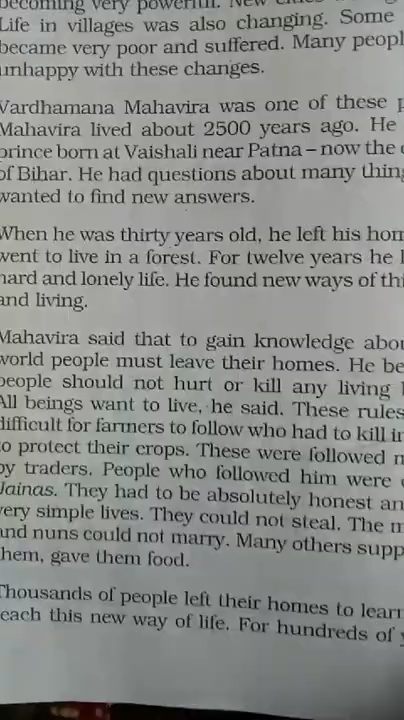 becoming very powerful. New cities
Life in villages was also changing. Some
became very poor and suffered. Many
unhappy with these changes.
Vardhamana Mahavira was one of these
Mahavira lived about 2500 years ago. He
prince born at Vaishali near Patna – now the
of Bihar. He had questions about many
wanted to find new answers.
When he was thirty years old, he left his
went to live in a forest. For twelve years he
hard and lonely life. He found new ways of
and living.
Mahavira said that to gain knowledge
world people must leave their homes. He
people should not hurt or kill any living
All beings want to live, he said. These rules
difficult for farmers to follow who had to kill
to protect their crops. These were followed
by traders. People who followed him were
Jainas. They had to be absolutely honest
very simple lives. They could not steal. The
and nuns could not marry. Many others
them, gave them food.
Thousands of people left their homes to
teach this new way of life. For hundreds of